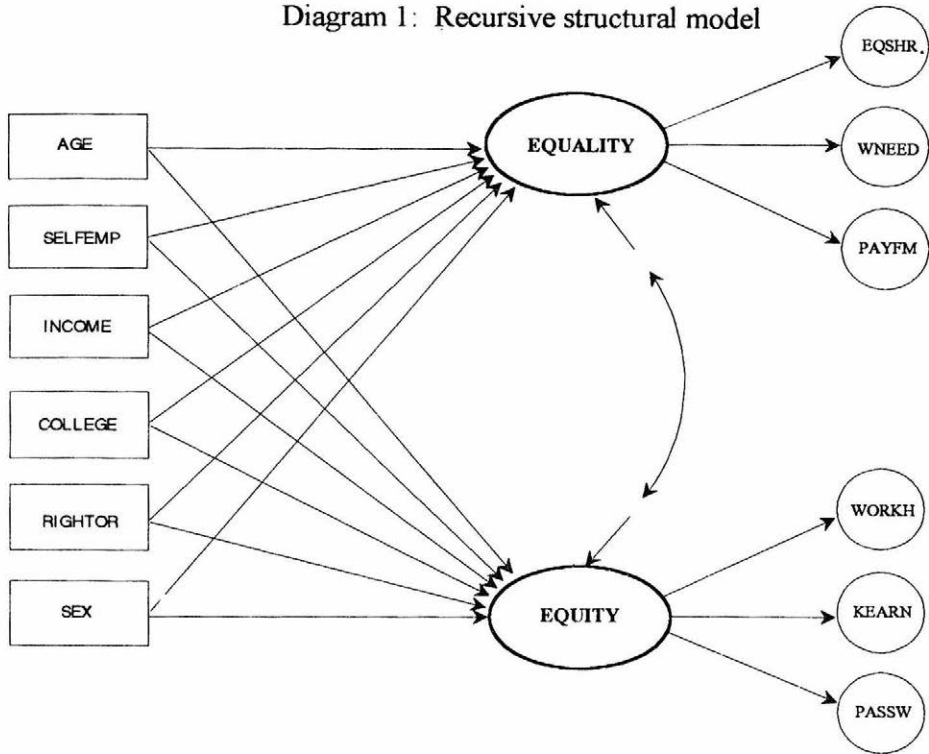 Diagram 1: Recursive structural model
EQSHR.
AGE
EQUALITY
WNEED
SELFEMP
PAYFM
INCOME
COLLEGE
RIGHTOR
WORKH
SEX
EQUITY
KEARN
PASSW